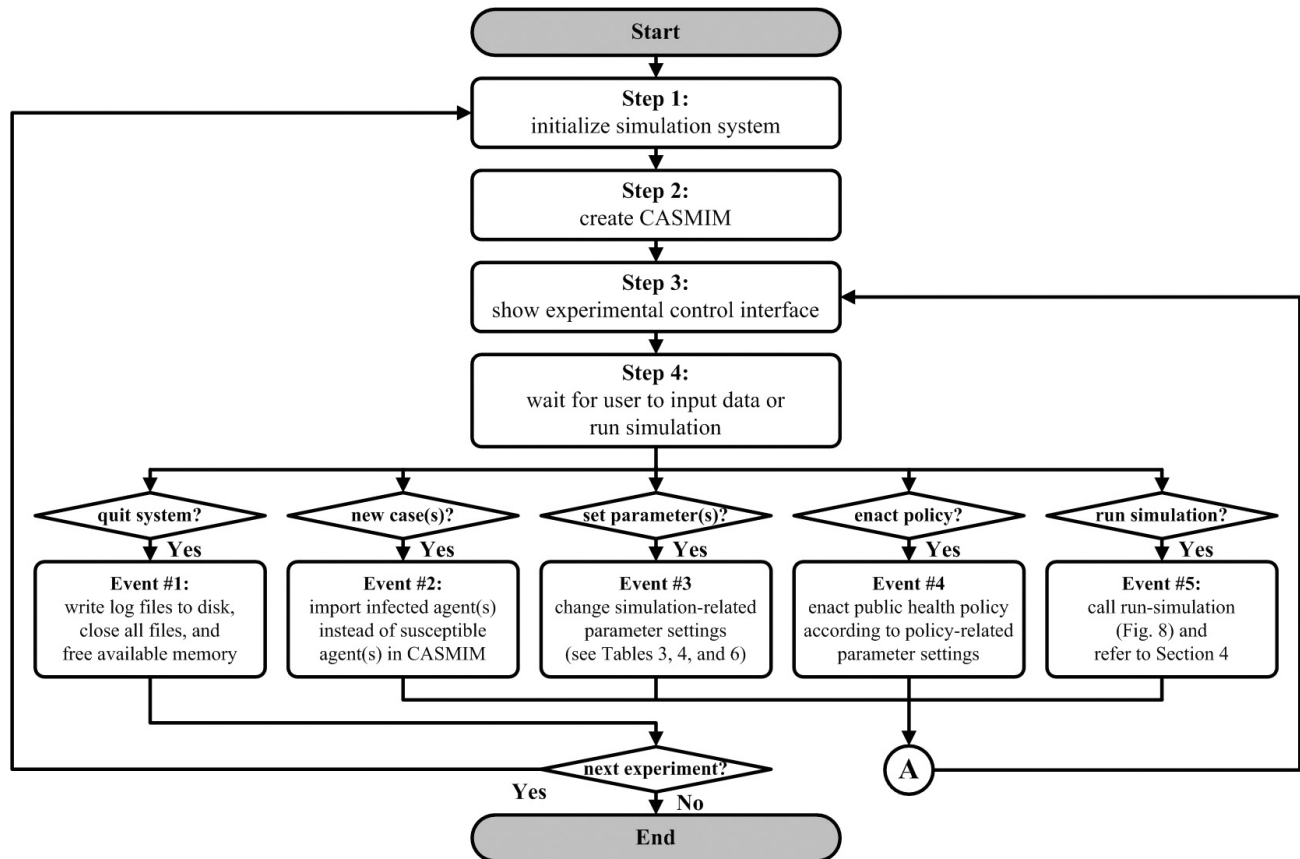 Start
Step 1:
initialize simulation system
Step 2:
create CASMIM
Step 3:
show experimental control interface
Step 4:
wait for user to input data or
run simulation
quit system?
new case(s)?
set parameter(s)?
enact policy?
run simulation?
Yes
Yes
Yes
Yes
Yes
Event #1:
write log files to disk,
close all files, and
free available memory
Event #2:
import infected agent(s)
instead of susceptible
agent(s) in CASMIM
Event #3
change simulation-related
parameter settings
(see Tables 3, 4, and 6)
Event #4
enact public health policy
according to policy-related
parameter settings
Event #5:
call run-simulation
(Fig. 8) and
refer to Section 4
next experiment?
A
Yes
No
End